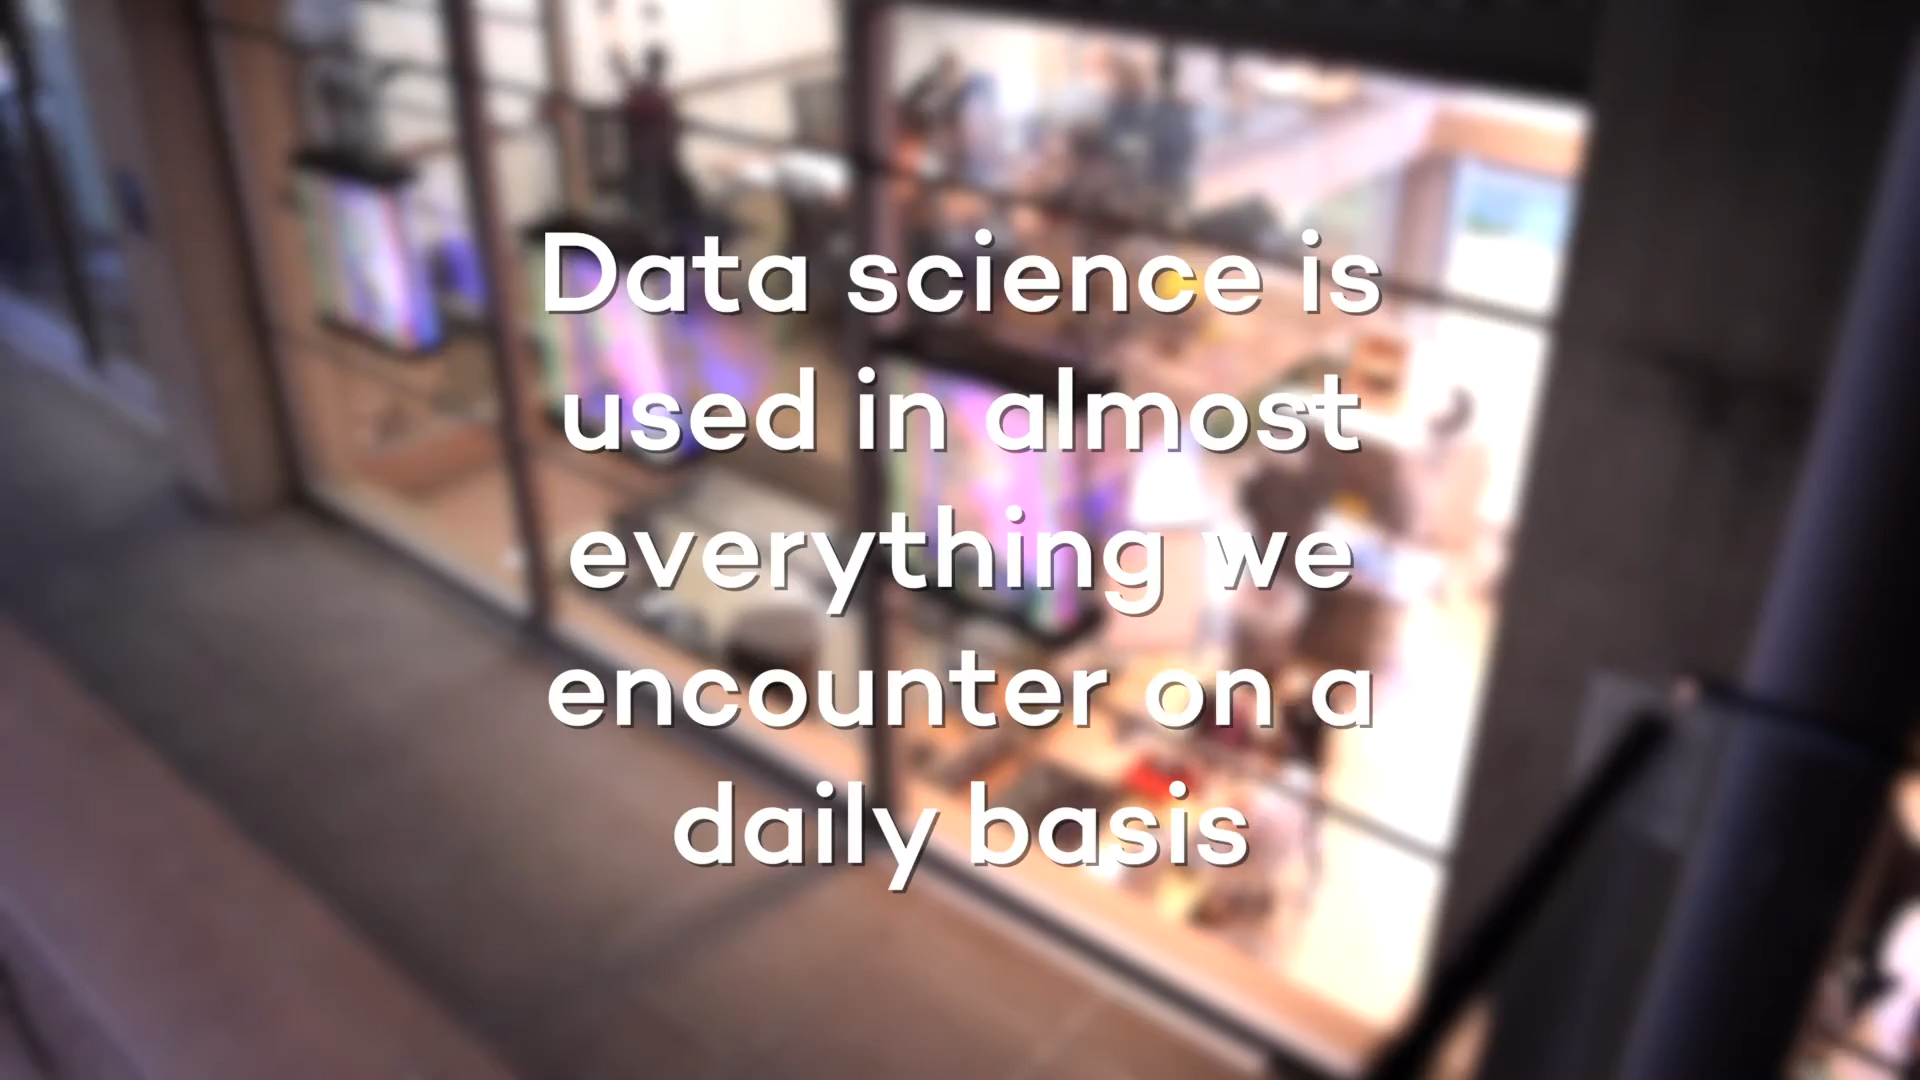 Data science is
used in almost
everything we
encounter on a
daily basis